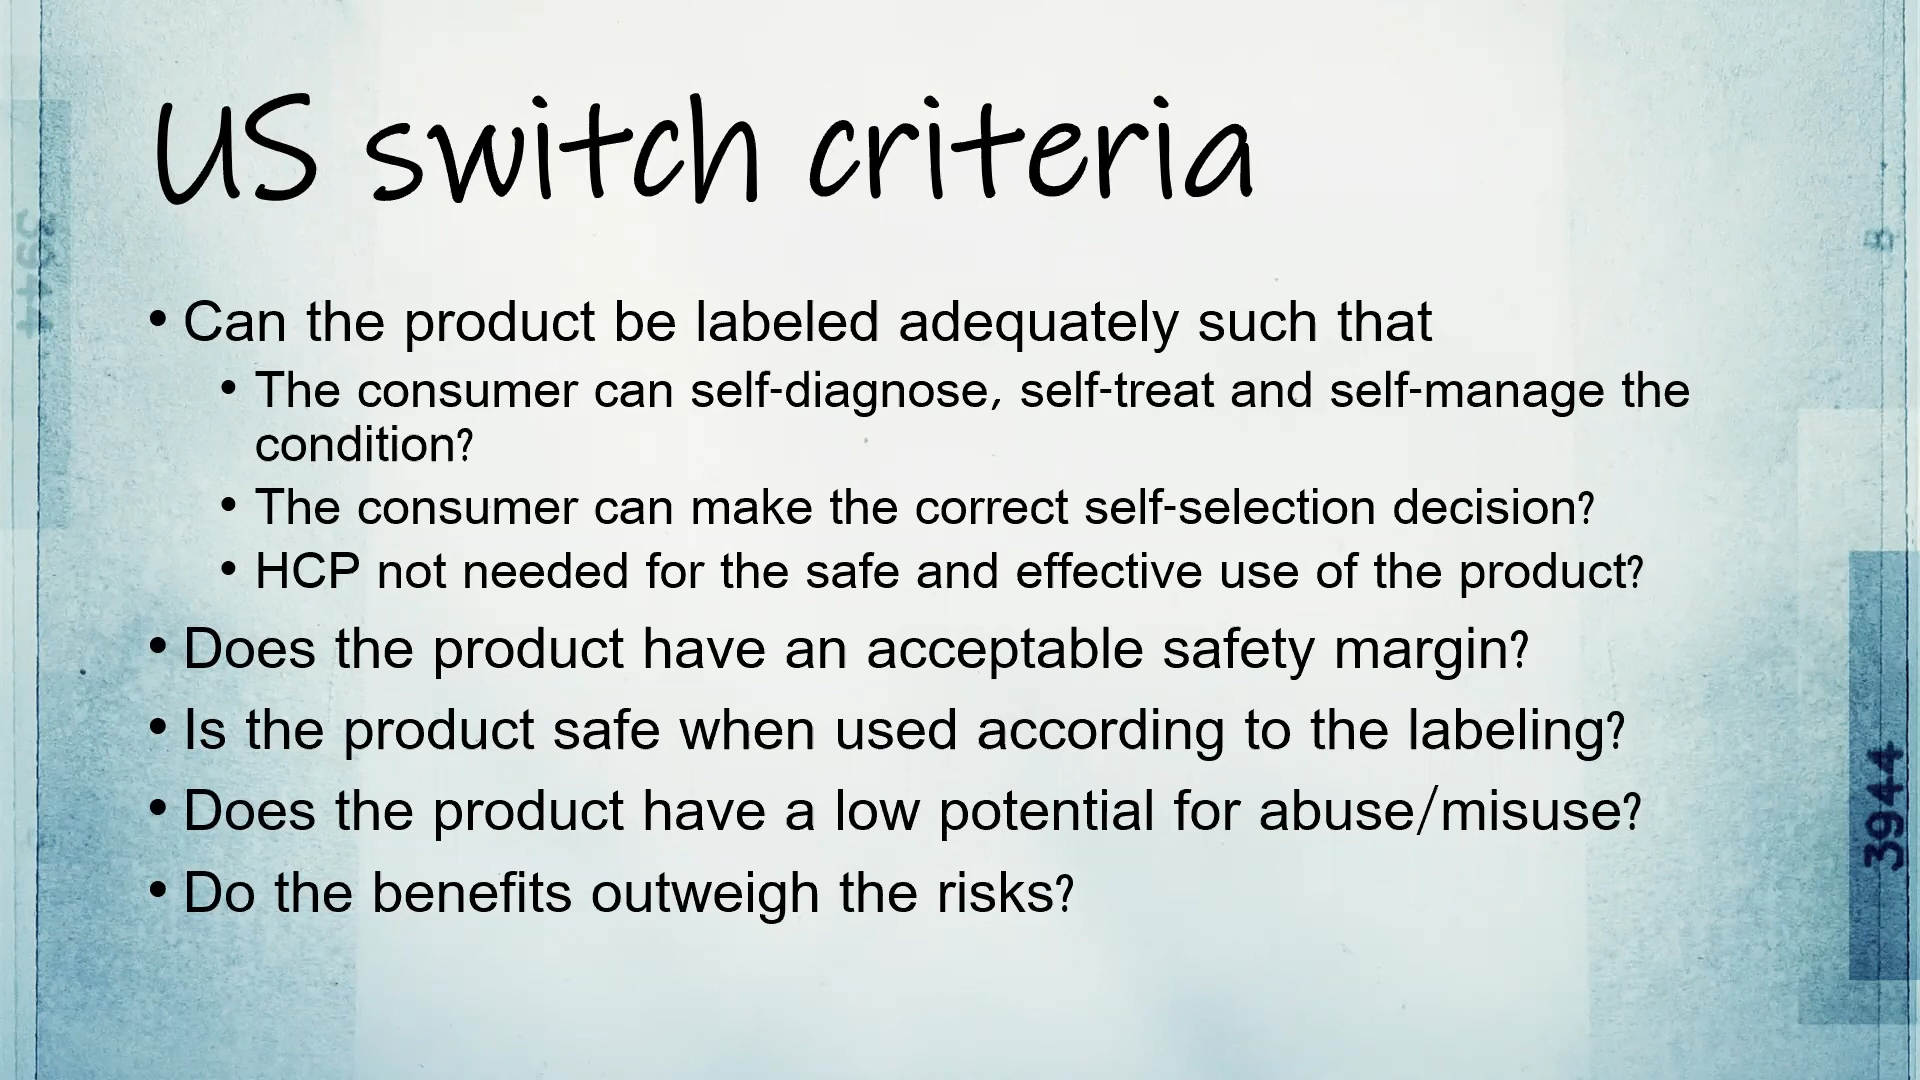 US switch criteria
• Can the product be labeled adequately such that
• The consumer can self-diagnose, self-treat and self-manage the
condition?
• The consumer can make the correct self-selection decision?
• HCP not needed for the safe and effective use of the product?
• Does the product have an acceptable safety margin?
• Is the product safe when used according to the labeling?
• Does the product have a low potential for abuse/misuse?
• Do the benefits outweigh the risks?
3944